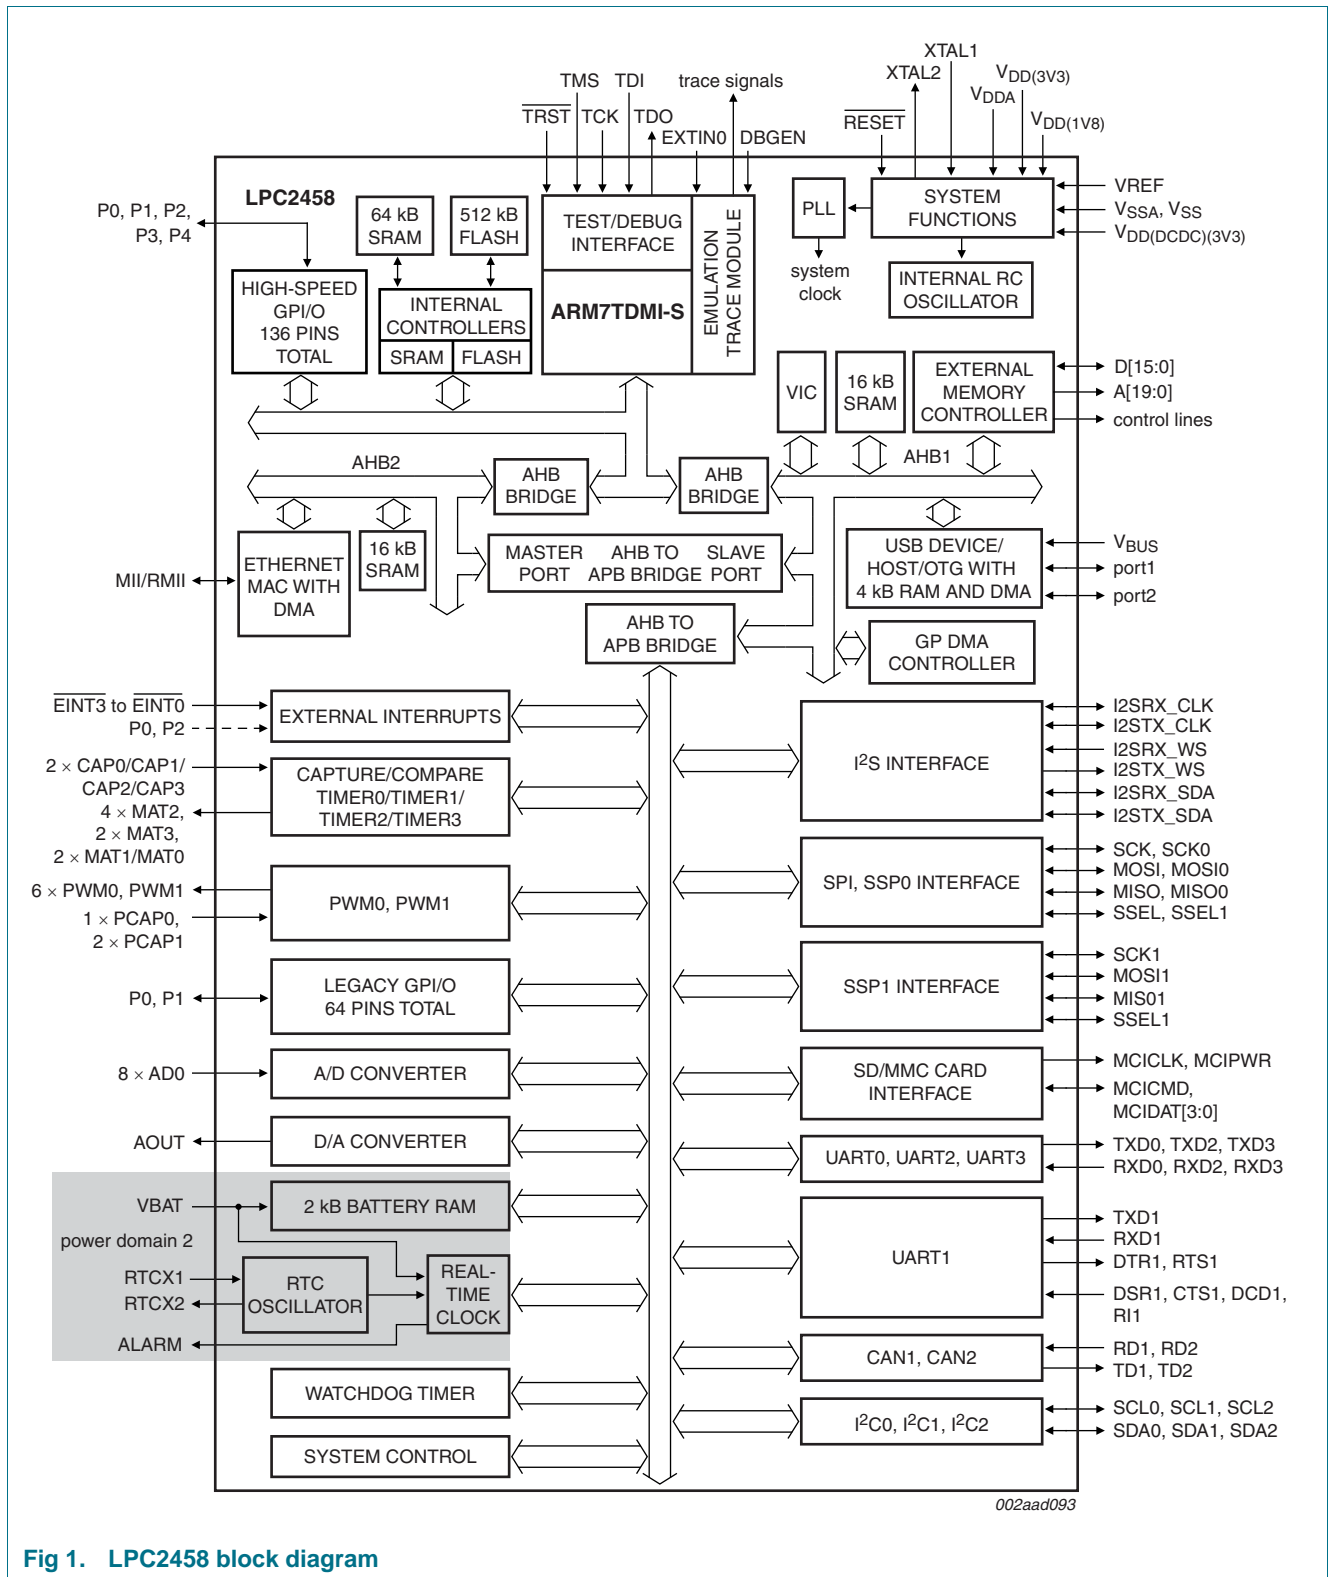 XTAL1
XTAL2
VDD(3V3)
TMS TDI trace signals
VDDA
TRST TCK TDO
RESET
VDD(1V8)
EXTIN0 DBGEN
LPC2458
P0, P1, P2,
P3, P4
64 kB
SRAM
512 kB
FLASH
TEST/DEBUG
INTERFACE
EMULATION
TRACE MODULE
PLL
SYSTEM
FUNCTIONS
VREF
VSSA, VSS
VDD(DCDC)(3V3)
system
clock
HIGH-SPEED
GPI/O
136 PINS
TOTAL
INTERNAL
CONTROLLERS
SRAM FLASH
ARM7TDMI-S
INTERNAL RC
OSCILLATOR
VIC
16 kB
SRAM
EXTERNAL
MEMORY
CONTROLLER
D[15:0]
A[19:0]
control lines
AHB2
AHB
BRIDGE
AHB
BRIDGE
AHB1
ETHERNET
MAC WITH
DMA
16 kB
SRAM
MASTER AHB TO SLAVE
PORT APB BRIDGE PORT
USB DEVICE/
HOST/OTG WITH
4 kB RAM AND DMA
VBUS
port1
port2
MII/RMII
AHB TO
APB BRIDGE
GP DMA
CONTROLLER
EINT3 to EINT0
P0, P2
EXTERNAL INTERRUPTS
2 × CAP0/CAP1/
CAP2/CAP3
4 × MAT2,
2 × MAT3,
2 × MAT1/MAT0
CAPTURE/COMPARE
TIMER0/TIMER1/
TIMER2/TIMER3
6 × PWM0, PWM1
1 × PCAP0,
2 × PCAP1
PWM0, PWM1
P0, P1
LEGACY GPI/O
64 PINS TOTAL
8 × AD0
A/D CONVERTER
AOUT
D/A CONVERTER
VBAT
2 kB BATTERY RAM
power domain 2
RTCX1
RTCX2
RTC
OSCILLATOR
REAL-
TIME
CLOCK
ALARM
WATCHDOG TIMER
SYSTEM CONTROL
I2S INTERFACE
I2SRX_CLK
I2STX_CLK
I2SRX_WS
I2STX_WS
I2SRX_SDA
I2STX_SDA
SPI, SSP0 INTERFACE
SCK, SCK0
MOSI, MOSI0
MISO, MISO0
SSEL, SSEL1
SSP1 INTERFACE
SCK1
MOSI1
MIS01
SSEL1
SD/MMC CARD
INTERFACE
MCICLK, MCIPWR
MCICMD,
MCIDAT[3:0]
UART0, UART2, UART3
TXD0, TXD2, TXD3
RXD0, RXD2, RXD3
UART1
TXD1
RXD1
DTR1, RTS1
DSR1, CTS1, DCD1,
RI1
CAN1, CAN2
RD1, RD2
TD1, TD2
I2C0, I2C1, I2C2
SCL0, SCL1, SCL2
SDA0, SDA1, SDA2
002aad093
Fig 1. LPC2458 block diagram